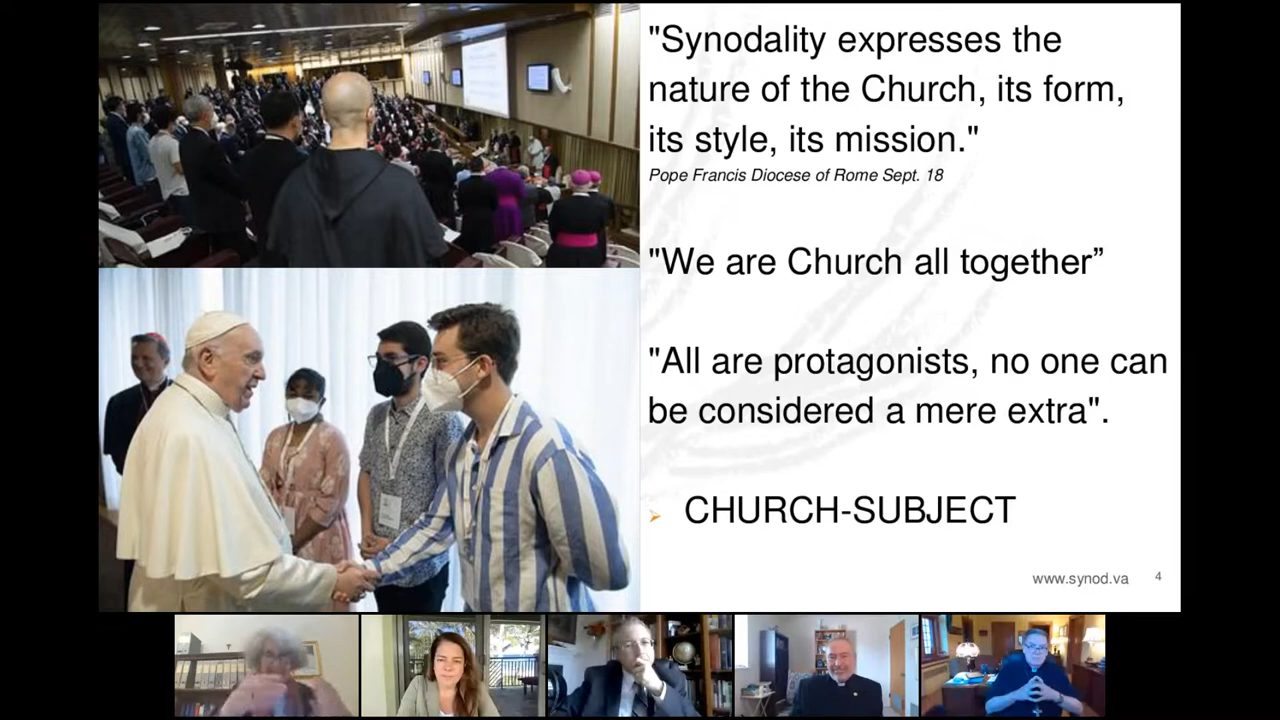 "Synodality expresses the
nature of the Church, its form,
its style, its mission."
Pope Francis Diocese of Rome Sept. 18
"We are Church all together”
"All are protagonists, no one can
be considered a mere extra".
CHURCH-SUBJECT
www.synod.va 4